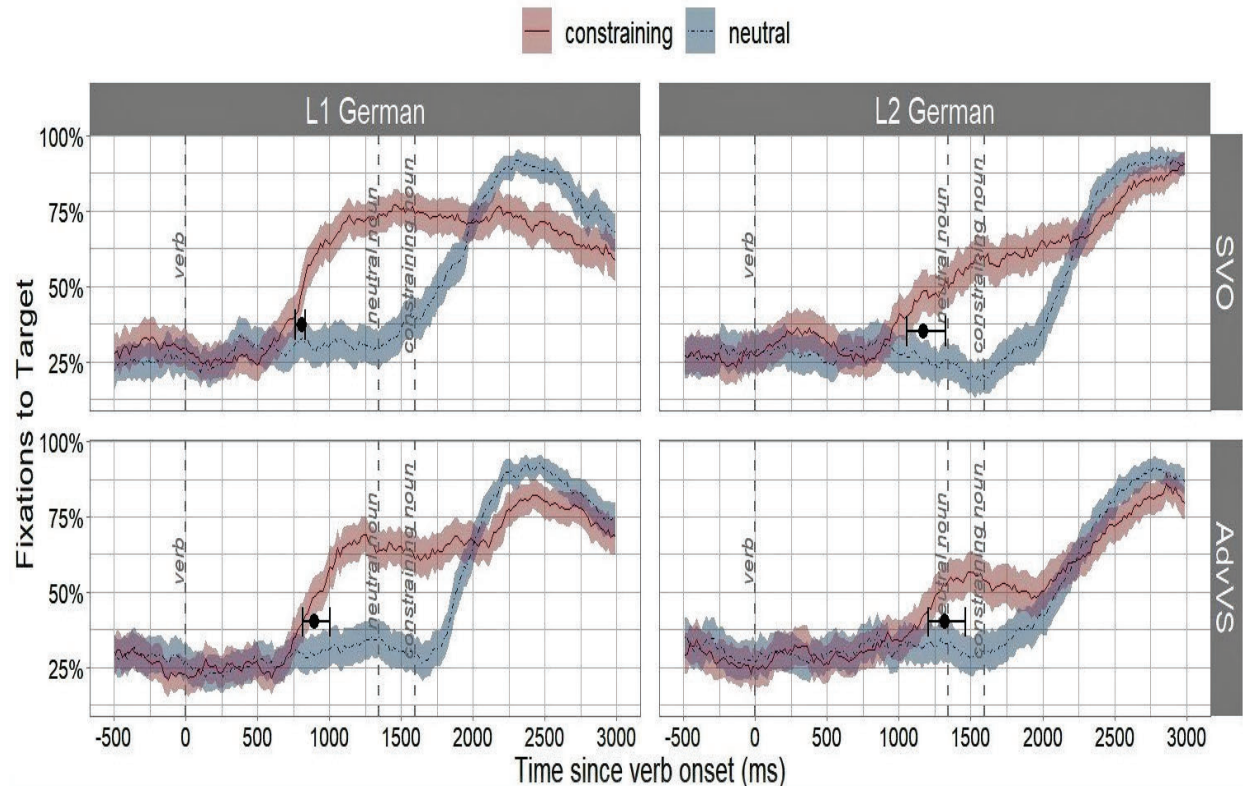 constraining neutral
L1 German L2 German
Fixations to Target
100%
75%
50%
25%
verb
neutral noun
constraining noun
verb
neutral noun
constraining noun
SVO
100%
75%
50%
25%
verb
neutral noun
constraining noun
verb
neutral noun
constraining noun
AdvVS
-500 0 500 1000 1500 2000 2500 3000 -500 0 500 1000 1500 2000 2500 3000
Time since verb onset (ms)